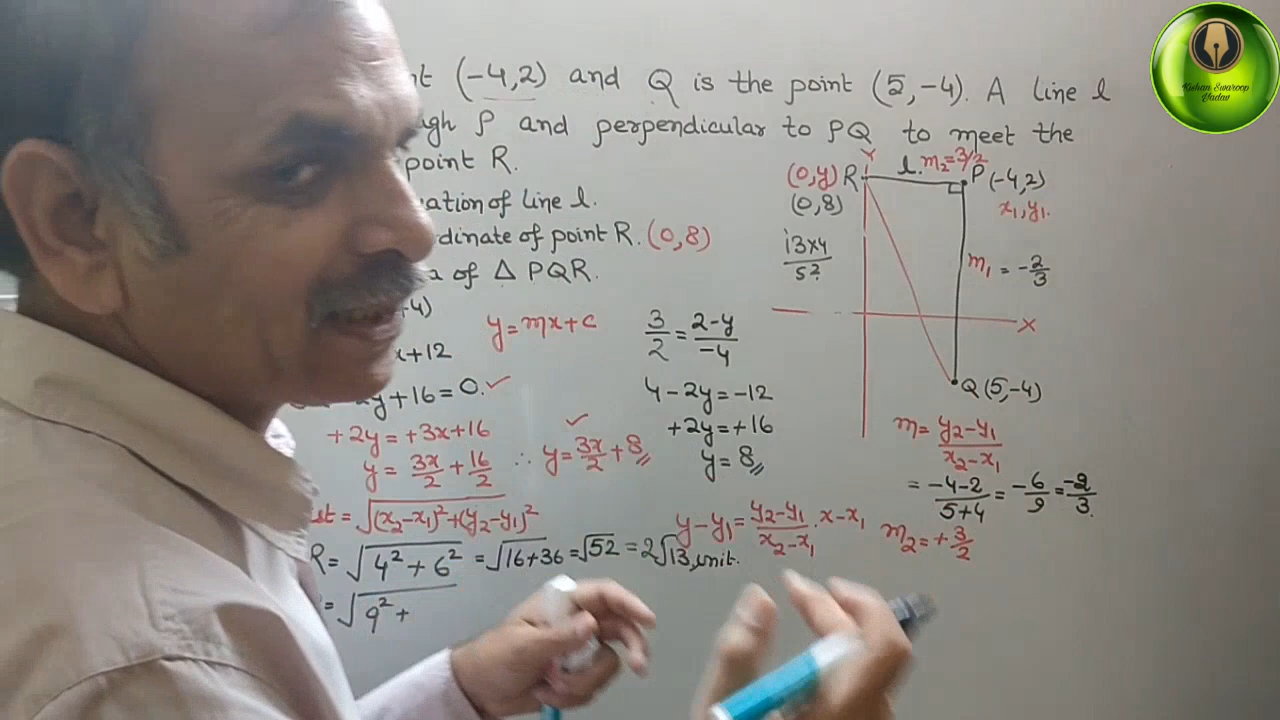 (-4,2) and Q is the point (5,-4). A line l
P and perpendicular to PQ to meet the
point R.
of line l.
of point R. (0,8)
of Δ PQR.
x+12
y+16=0. ✓
+2y=+3x+16
y= 3x/2 + 16/2 ∴ y=3x/2+8
=√(x2-x1)²+(y2-y1)²
R= √4²+6² =√16+36=√52 =2√13 unit.
=√9²+
y=mx+c
3/2=2-y/-4
4-2y=-12
+2y=+16
y=8
y-y1=y2-y1/x2-x1.x-x1
Y
(0,y) R
(0,8)
l. m2=3/2
P (-4,2)
x1,y1.
13x4
52
m1 = -2/3
X
Q (5,-4)
m=y2-y1/x2-x1
=-4-2/5+4=-6/9=-2/3.
m2=+3/2
Kishan Swaroop
Yadav